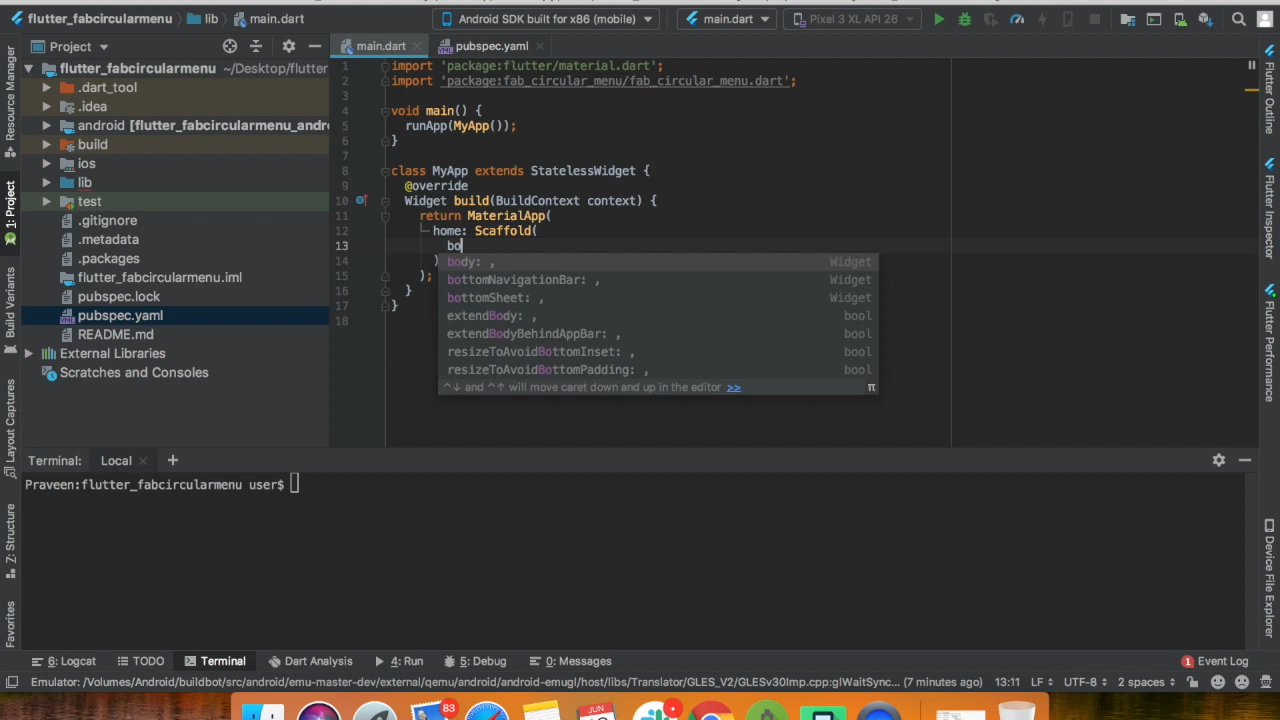 flutter_fabcircularmenu
lib
main.dart
Android SDK built for x86 (mobile)
main.dart
Pixel 3 XL API 26
Project
main.dart
pubspec.yaml
Resource Manager
1: Project
Build Variants
Layout Captures
Z: Structure
Favorites
flutter_fabcircularmenu ~/Desktop/flutter
.dart_tool
.idea
android [flutter_fabcircularmenu_andro
build
ios
lib
test
.gitignore
.metadata
.packages
flutter_fabcircularmenu.iml
pubspec.lock
pubspec.yaml
README.md
External Libraries
Scratches and Consoles
1 import 'package:flutter/material.dart';
2 import 'package:fab_circular_menu/fab_circular_menu.dart';
3
4 void main() {
5 runApp(MyApp());
6 }
7
8 class MyApp extends StatelessWidget {
9 @override
10 Widget build(BuildContext context) {
11 return MaterialApp(
12 home: Scaffold(
13 bo
14 )
15 );
16 }
17 }
18
body: , Widget
bottomNavigationBar: , Widget
bottomSheet: , Widget
extendBody: , bool
extendBodyBehindAppBar: , bool
resizeToAvoidBottomInset: , bool
resizeToAvoidBottomPadding: , bool
^↓ and ^↑ will move caret down and up in the editor >> π
Flutter Outline
Flutter Inspector
Flutter Performance
Device File Explorer
Terminal: Local +
Praveen:flutter_fabcircularmenu user$
6: Logcat TODO Terminal Dart Analysis 4: Run 5: Debug 0: Messages 1 Event Log
Emulator: /Volumes/Android/buildbot/src/android/emu-master-dev/external/qemu/android/android-emugl/host/libs/Translator/GLES_V2/GLESv30Imp.cpp:glWaitSync... (7 minutes ago) 13:11 LF UTF-8 2 spaces
83
JUN